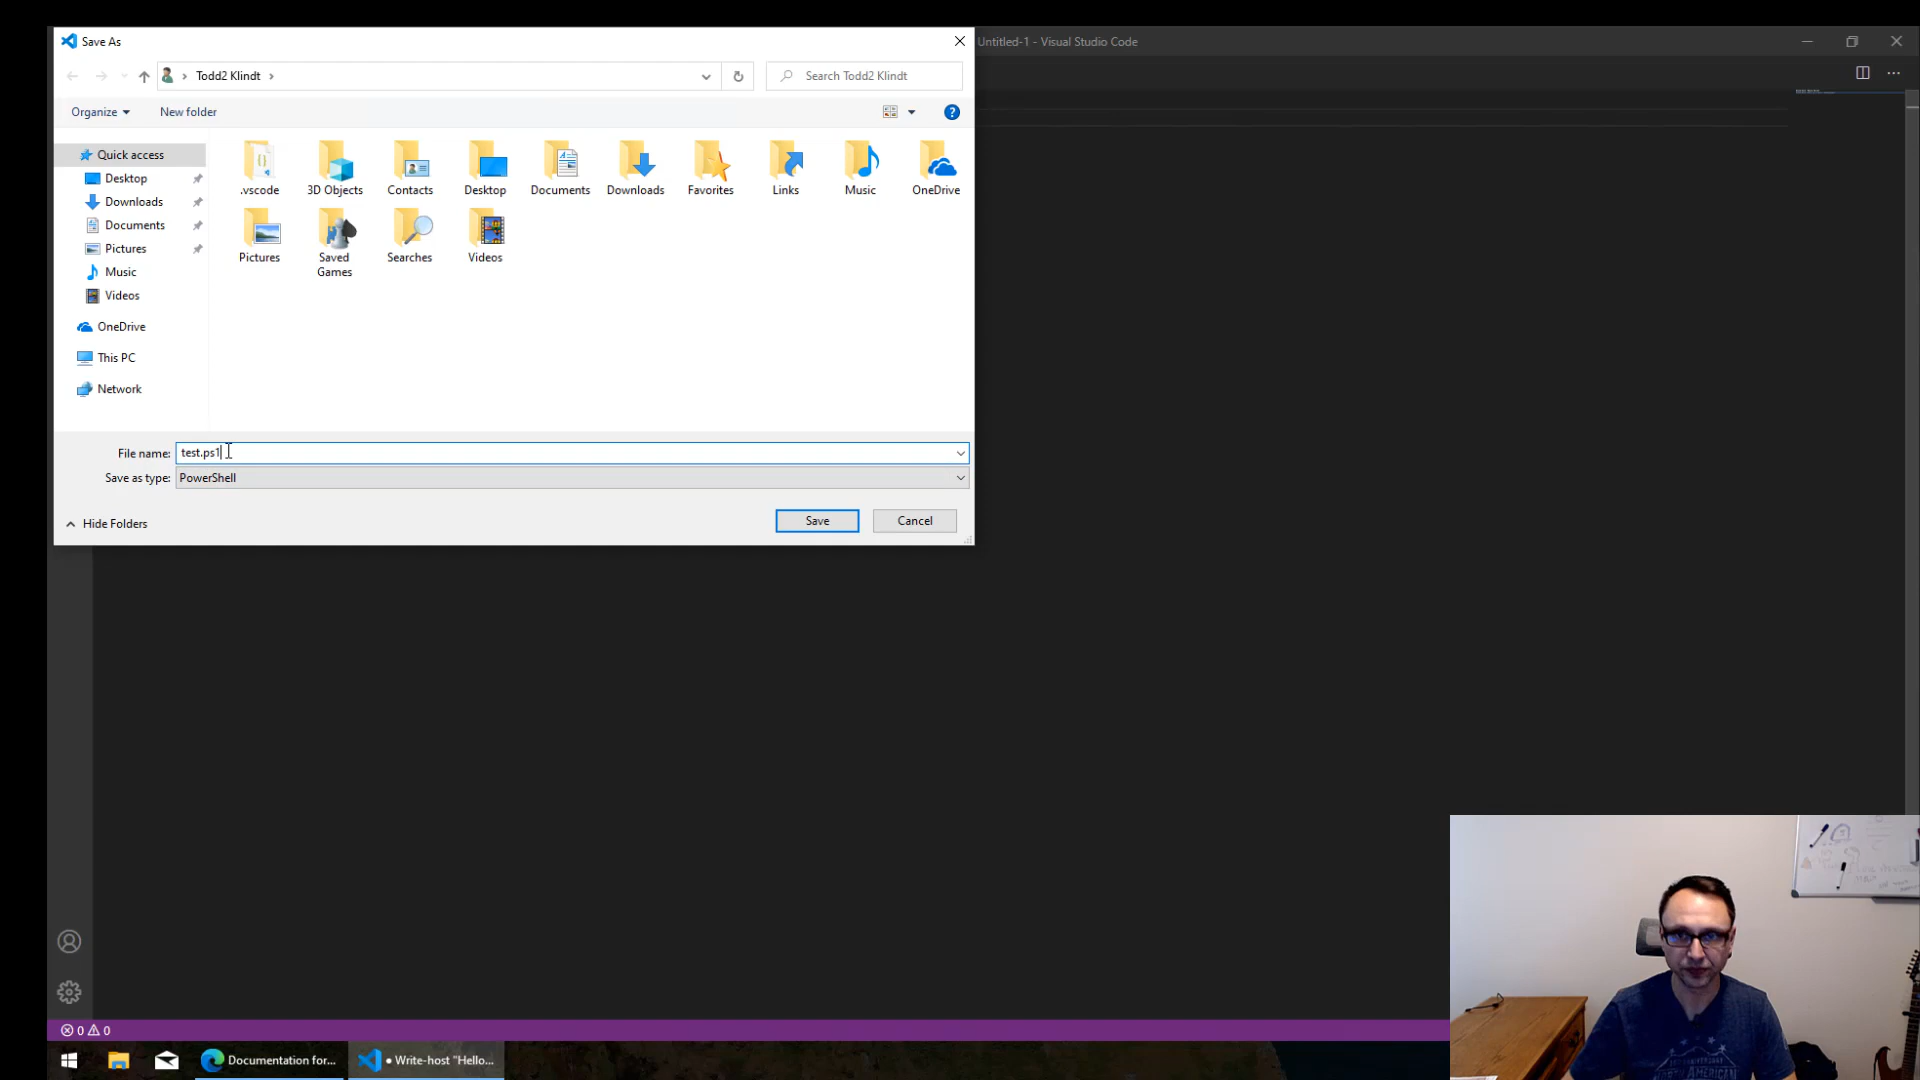 Save As
Untitled-1 - Visual Studio Code
Todd2 Klindt
Search Todd2 Klindt
Organize
New folder
Quick access
Desktop
Downloads
Documents
Pictures
Music
Videos
OneDrive
This PC
Network
.vscode
3D Objects
Contacts
Desktop
Documents
Downloads
Favorites
Links
Music
OneDrive
Pictures
Saved Games
Searches
Videos
File name: test.ps1
Save as type: PowerShell
Hide Folders
Save
Cancel
0 0
Documentation for...
● Write-host "Hello...